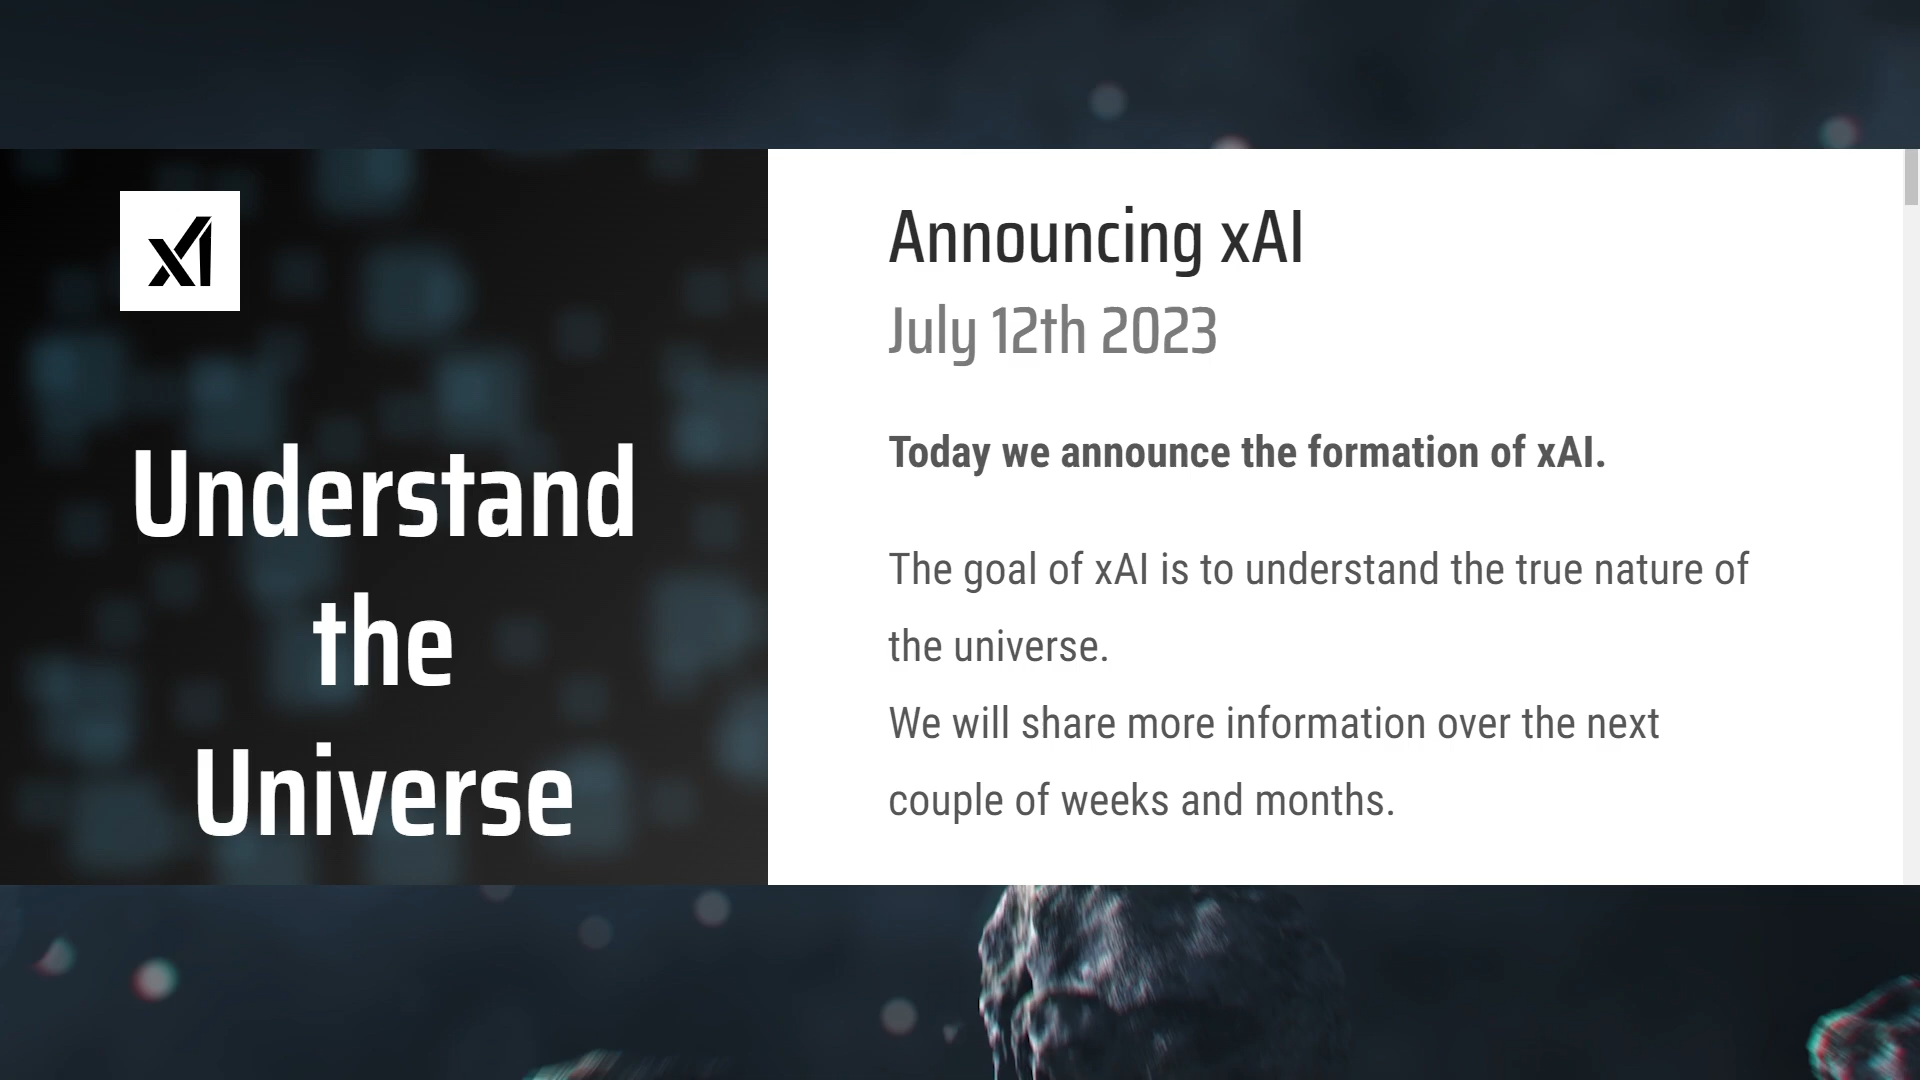 xAI
Understand
the
Universe
Announcing xAI
July 12th 2023
Today we announce the formation of xAI.
The goal of xAI is to understand the true nature of
the universe.
We will share more information over the next
couple of weeks and months.